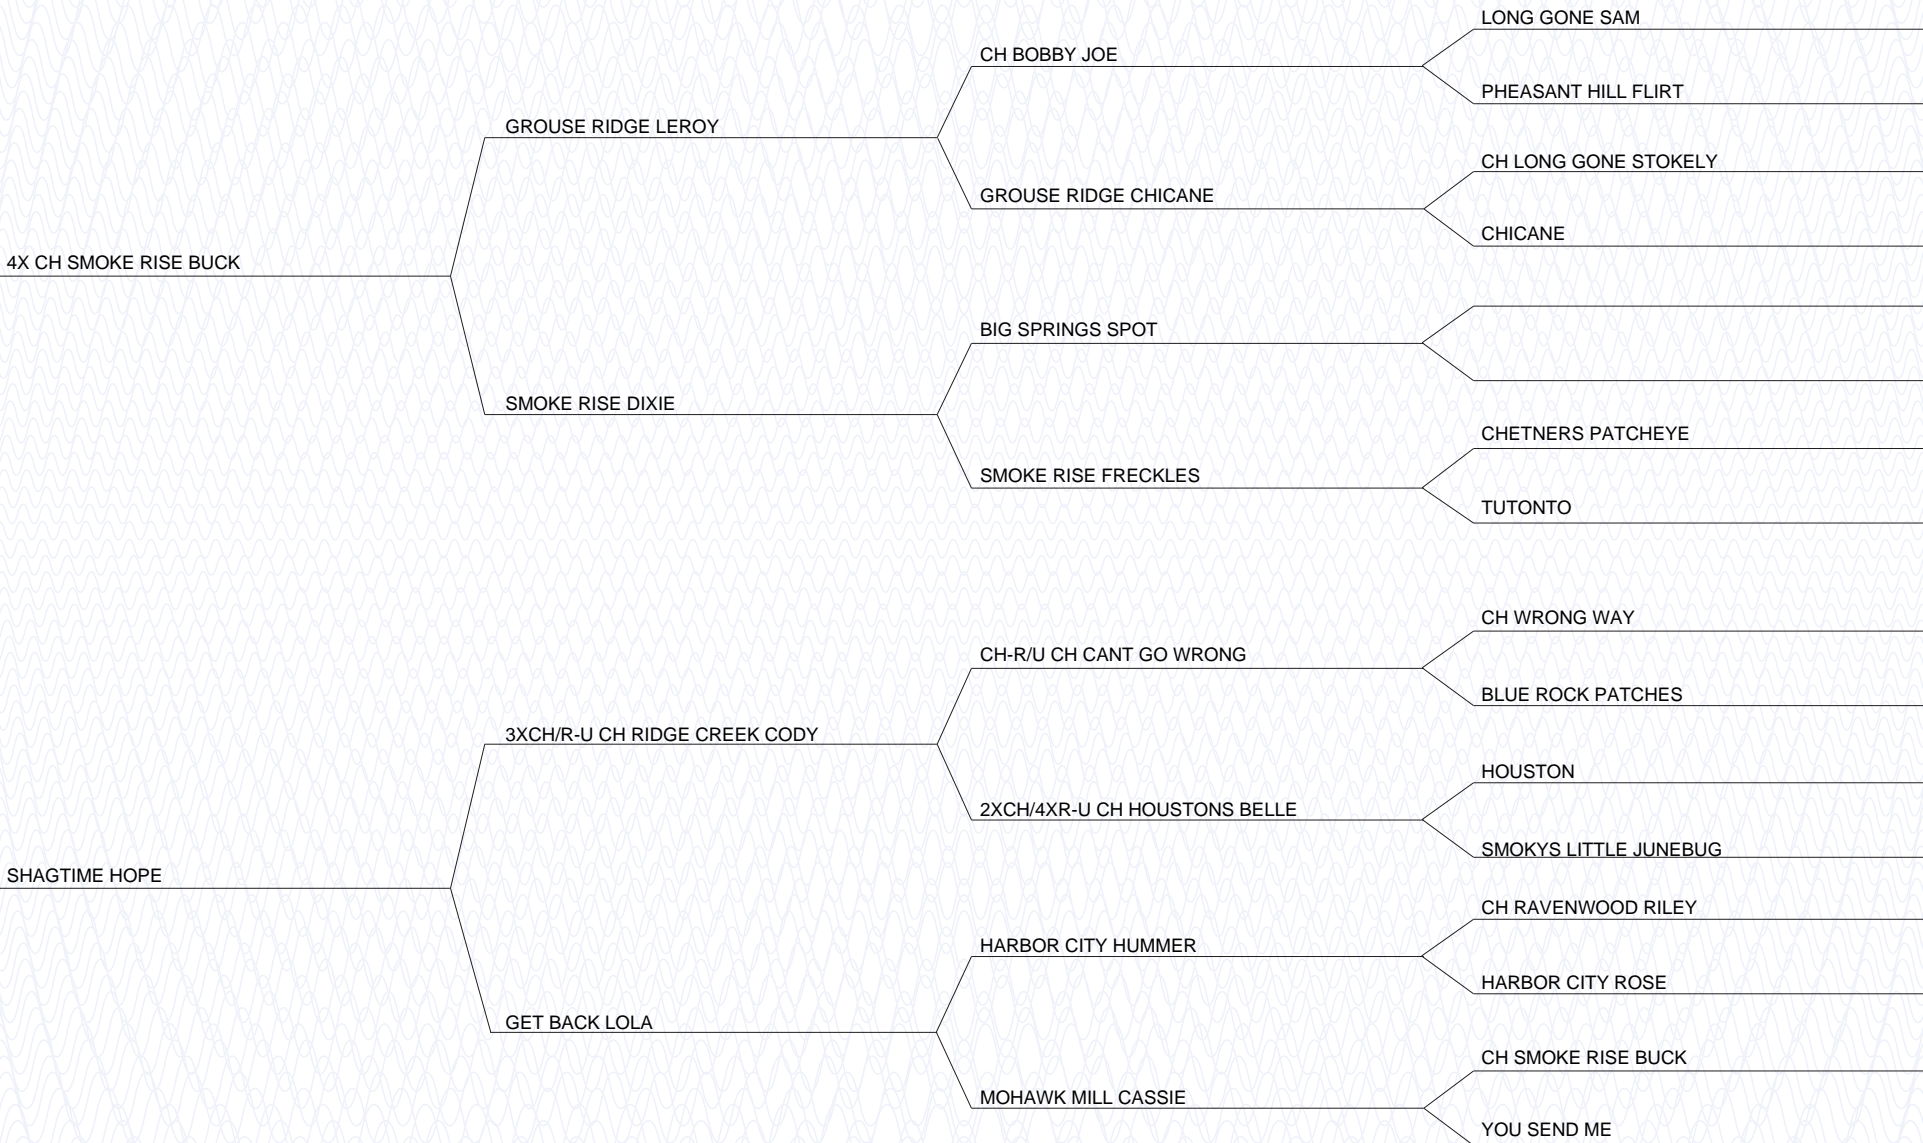 LONG GONE SAM
CH BOBBY JOE
PHEASANT HILL FLIRT
GROUSE RIDGE LEROY
CH LONG GONE STOKELY
GROUSE RIDGE CHICANE
CHICANE
4X CH SMOKE RISE BUCK
BIG SPRINGS SPOT
SMOKE RISE DIXIE
CHETNERS PATCHEYE
SMOKE RISE FRECKLES
TUTONTO
CH WRONG WAY
CH-R/U CH CANT GO WRONG
BLUE ROCK PATCHES
3XCH/R-U CH RIDGE CREEK CODY
HOUSTON
2XCH/4XR-U CH HOUSTONS BELLE
SMOKYS LITTLE JUNEBUG
SHAGTIME HOPE
CH RAVENWOOD RILEY
HARBOR CITY HUMMER
HARBOR CITY ROSE
GET BACK LOLA
CH SMOKE RISE BUCK
MOHAWK MILL CASSIE
YOU SEND ME